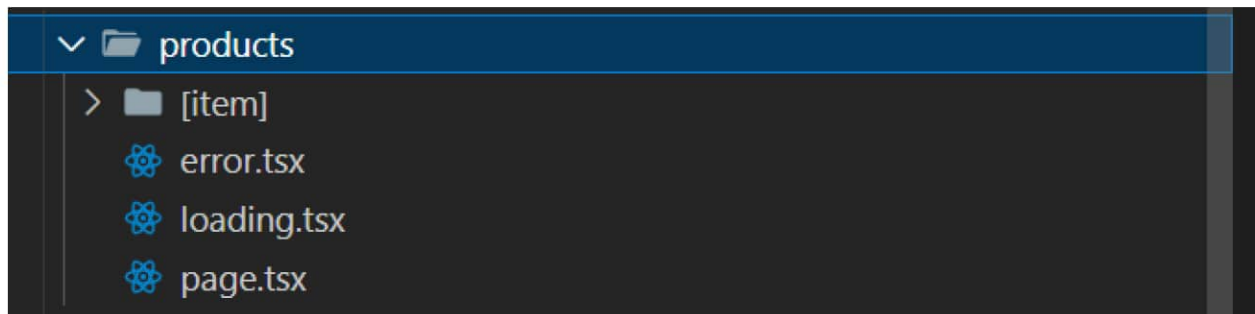 products
[item]
error.tsx
loading.tsx
page.tsx